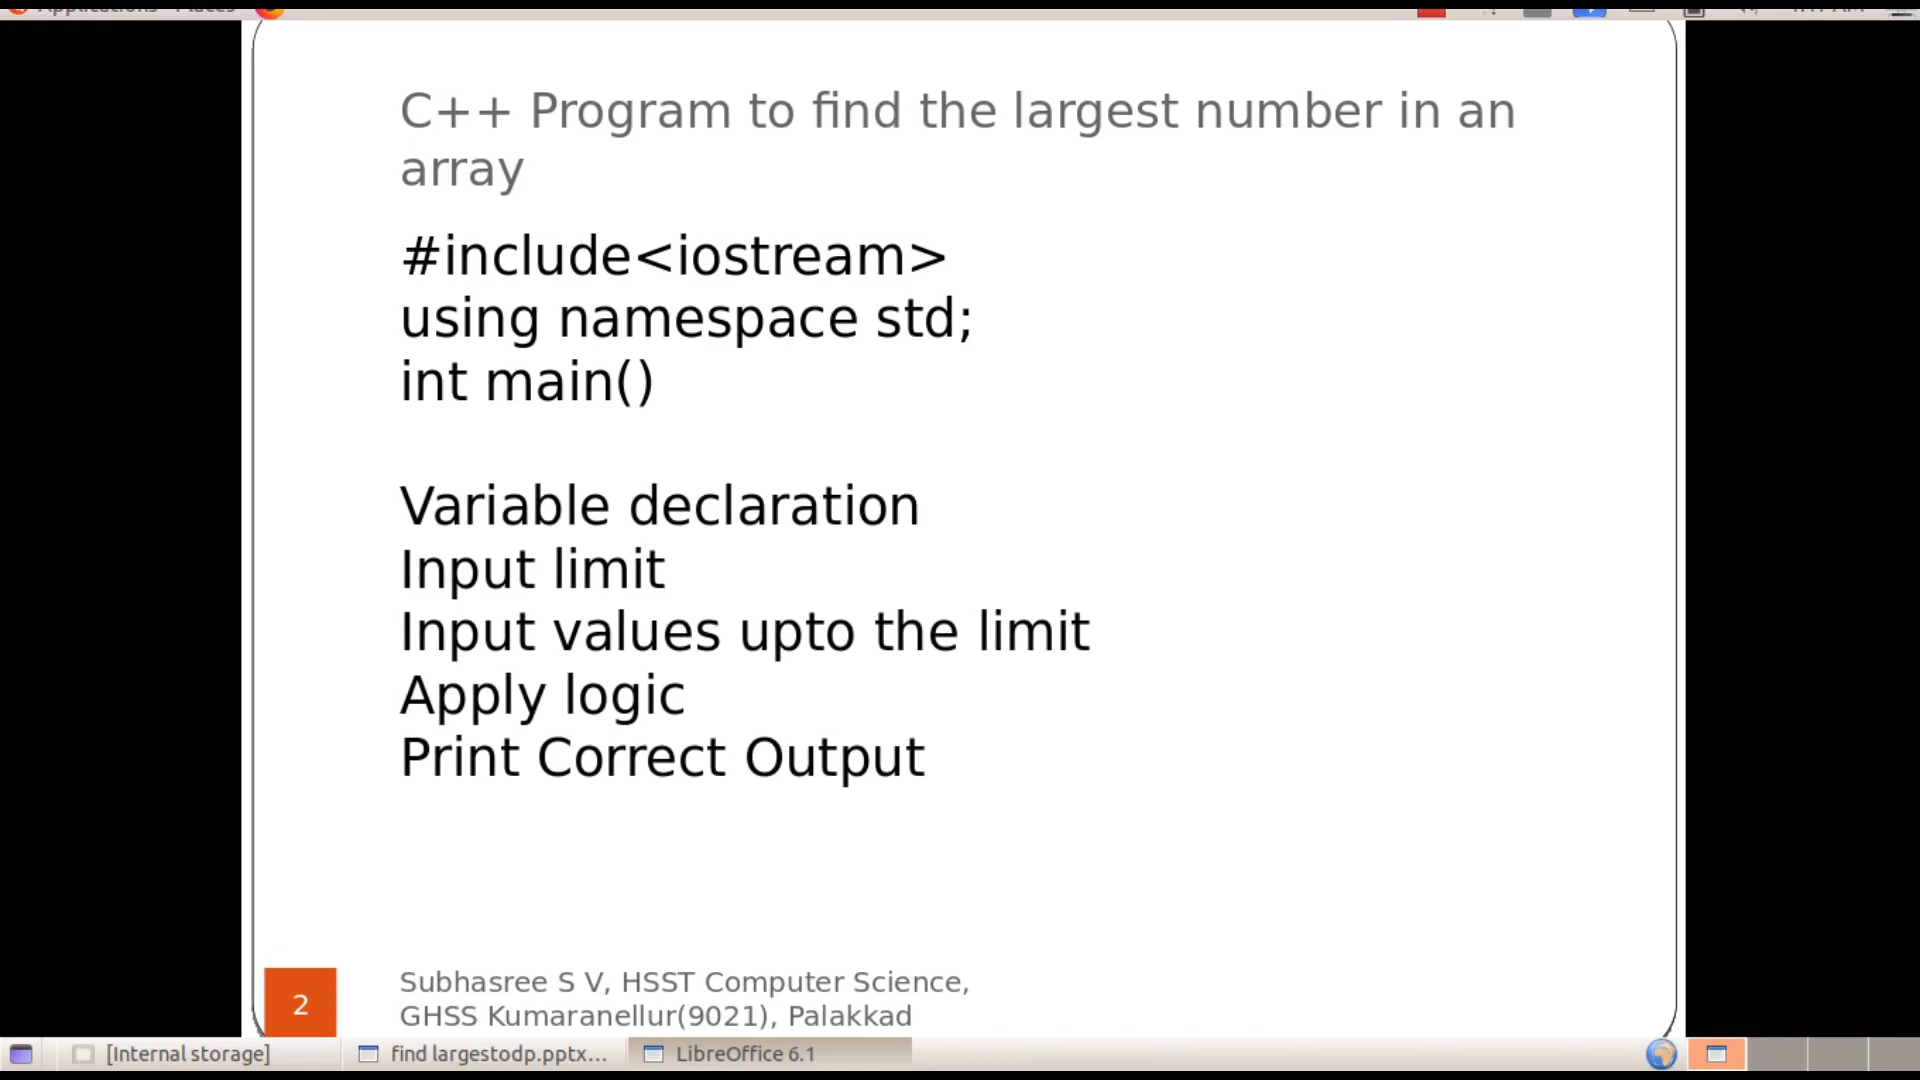 C++ Program to find the largest number in an
array
#include<iostream>
using namespace std;
int main()
Variable declaration
Input limit
Input values upto the limit
Apply logic
Print Correct Output
2
Subhasree S V, HSST Computer Science,
GHSS Kumaranellur(9021), Palakkad
[Internal storage]
find largestodp.pptx...
LibreOffice 6.1